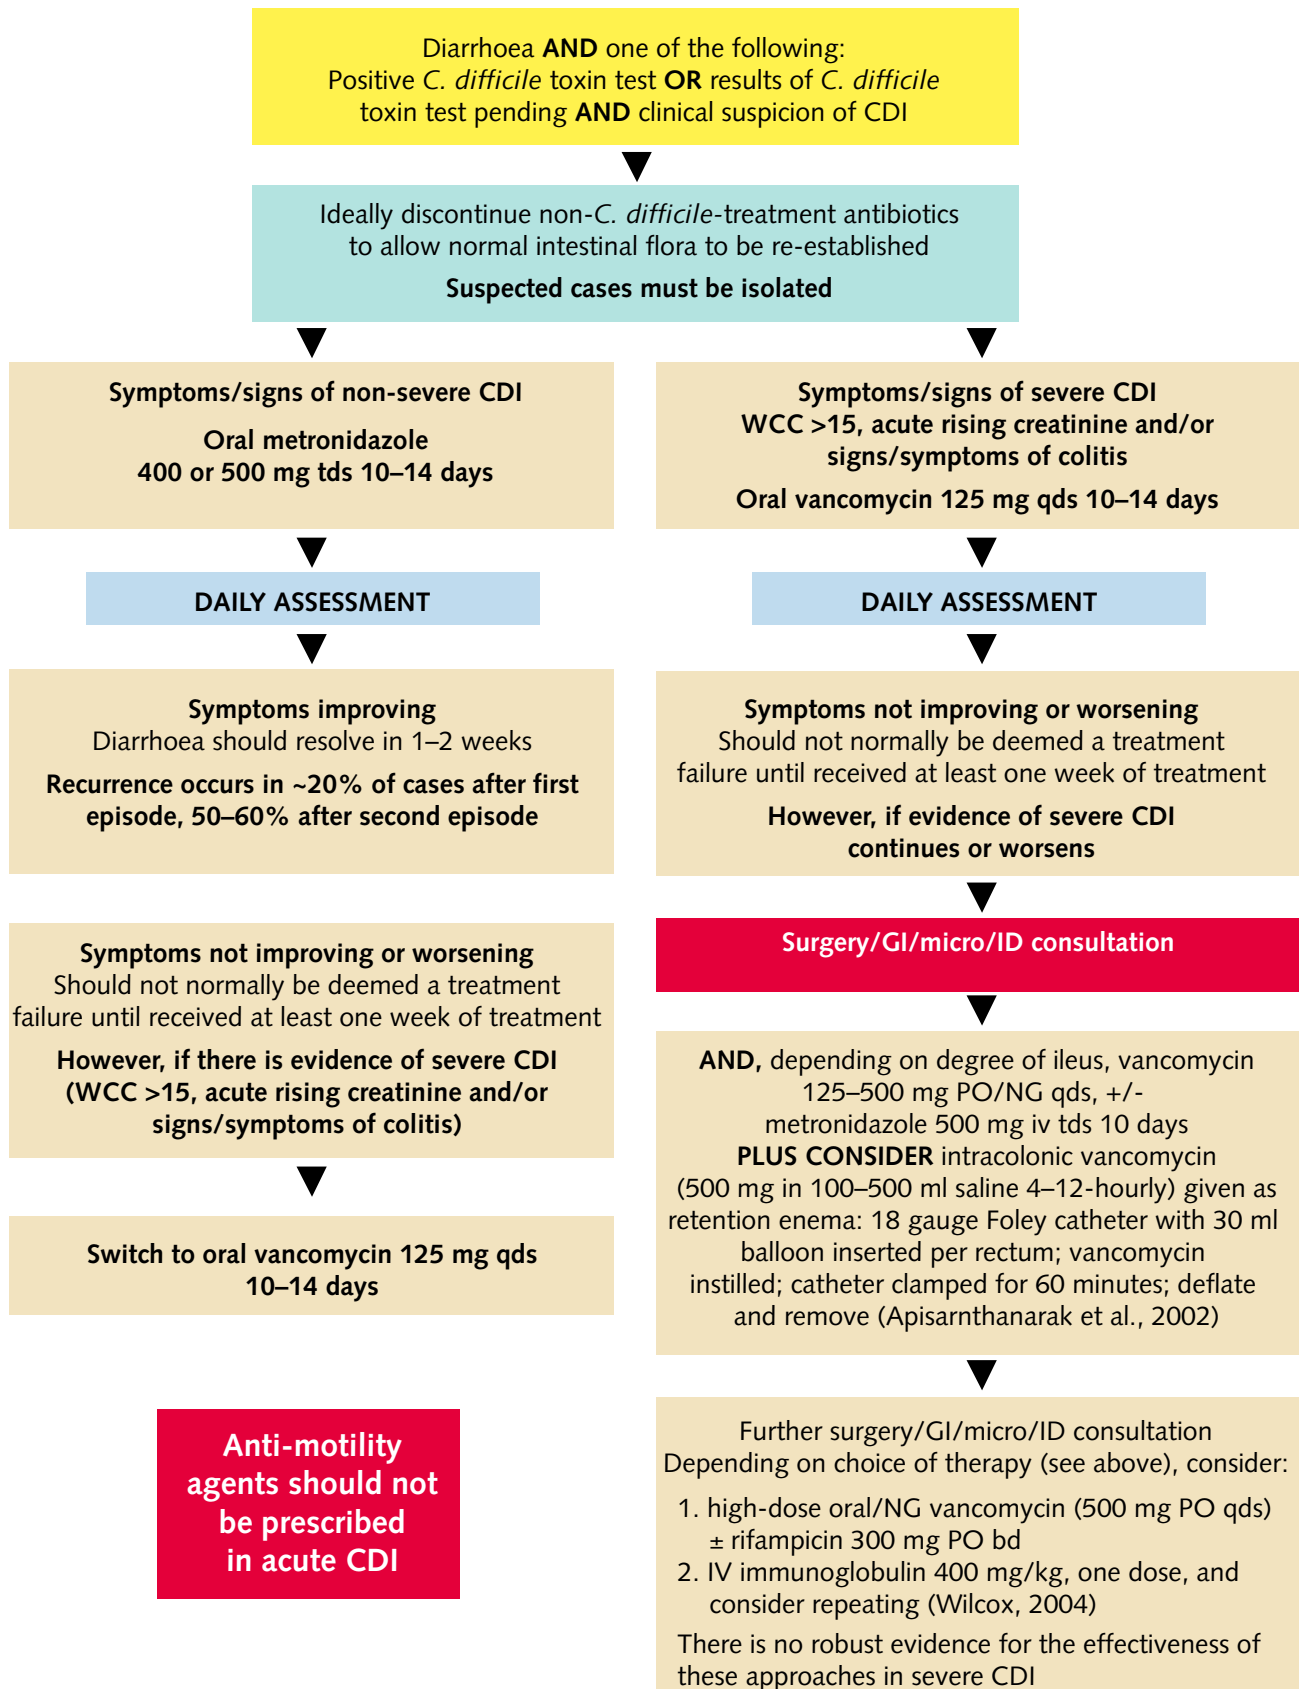 Diarrhoea AND one of the following:
Positive C. difficile toxin test OR results of C. difficile
toxin test pending AND clinical suspicion of CDI
Ideally discontinue non-C. difficile-treatment antibiotics
to allow normal intestinal flora to be re-established
Suspected cases must be isolated
Symptoms/signs of non-severe CDI
Oral metronidazole
400 or 500 mg tds 10–14 days
DAILY ASSESSMENT
Symptoms improving
Diarrhoea should resolve in 1–2 weeks
Recurrence occurs in ~20% of cases after first
episode, 50–60% after second episode
Symptoms not improving or worsening
Should not normally be deemed a treatment
failure until received at least one week of treatment
However, if there is evidence of severe CDI
(WCC >15, acute rising creatinine and/or
signs/symptoms of colitis)
Switch to oral vancomycin 125 mg qds
10–14 days
Anti-motility
agents should not
be prescribed
in acute CDI
Symptoms/signs of severe CDI
WCC >15, acute rising creatinine and/or
signs/symptoms of colitis
Oral vancomycin 125 mg qds 10–14 days
DAILY ASSESSMENT
Symptoms not improving or worsening
Should not normally be deemed a treatment
failure until received at least one week of treatment
However, if evidence of severe CDI
continues or worsens
Surgery/GI/micro/ID consultation
AND, depending on degree of ileus, vancomycin
125–500 mg PO/NG qds, +/-
metronidazole 500 mg iv tds 10 days
PLUS CONSIDER intracolonic vancomycin
(500 mg in 100–500 ml saline 4–12-hourly) given as
retention enema: 18 gauge Foley catheter with 30 ml
balloon inserted per rectum; vancomycin
instilled; catheter clamped for 60 minutes; deflate
and remove (Apisarnthanarak et al., 2002)
Further surgery/GI/micro/ID consultation
Depending on choice of therapy (see above), consider:
1. high-dose oral/NG vancomycin (500 mg PO qds)
± rifampicin 300 mg PO bd
2. IV immunoglobulin 400 mg/kg, one dose, and
consider repeating (Wilcox, 2004)
There is no robust evidence for the effectiveness of
these approaches in severe CDI